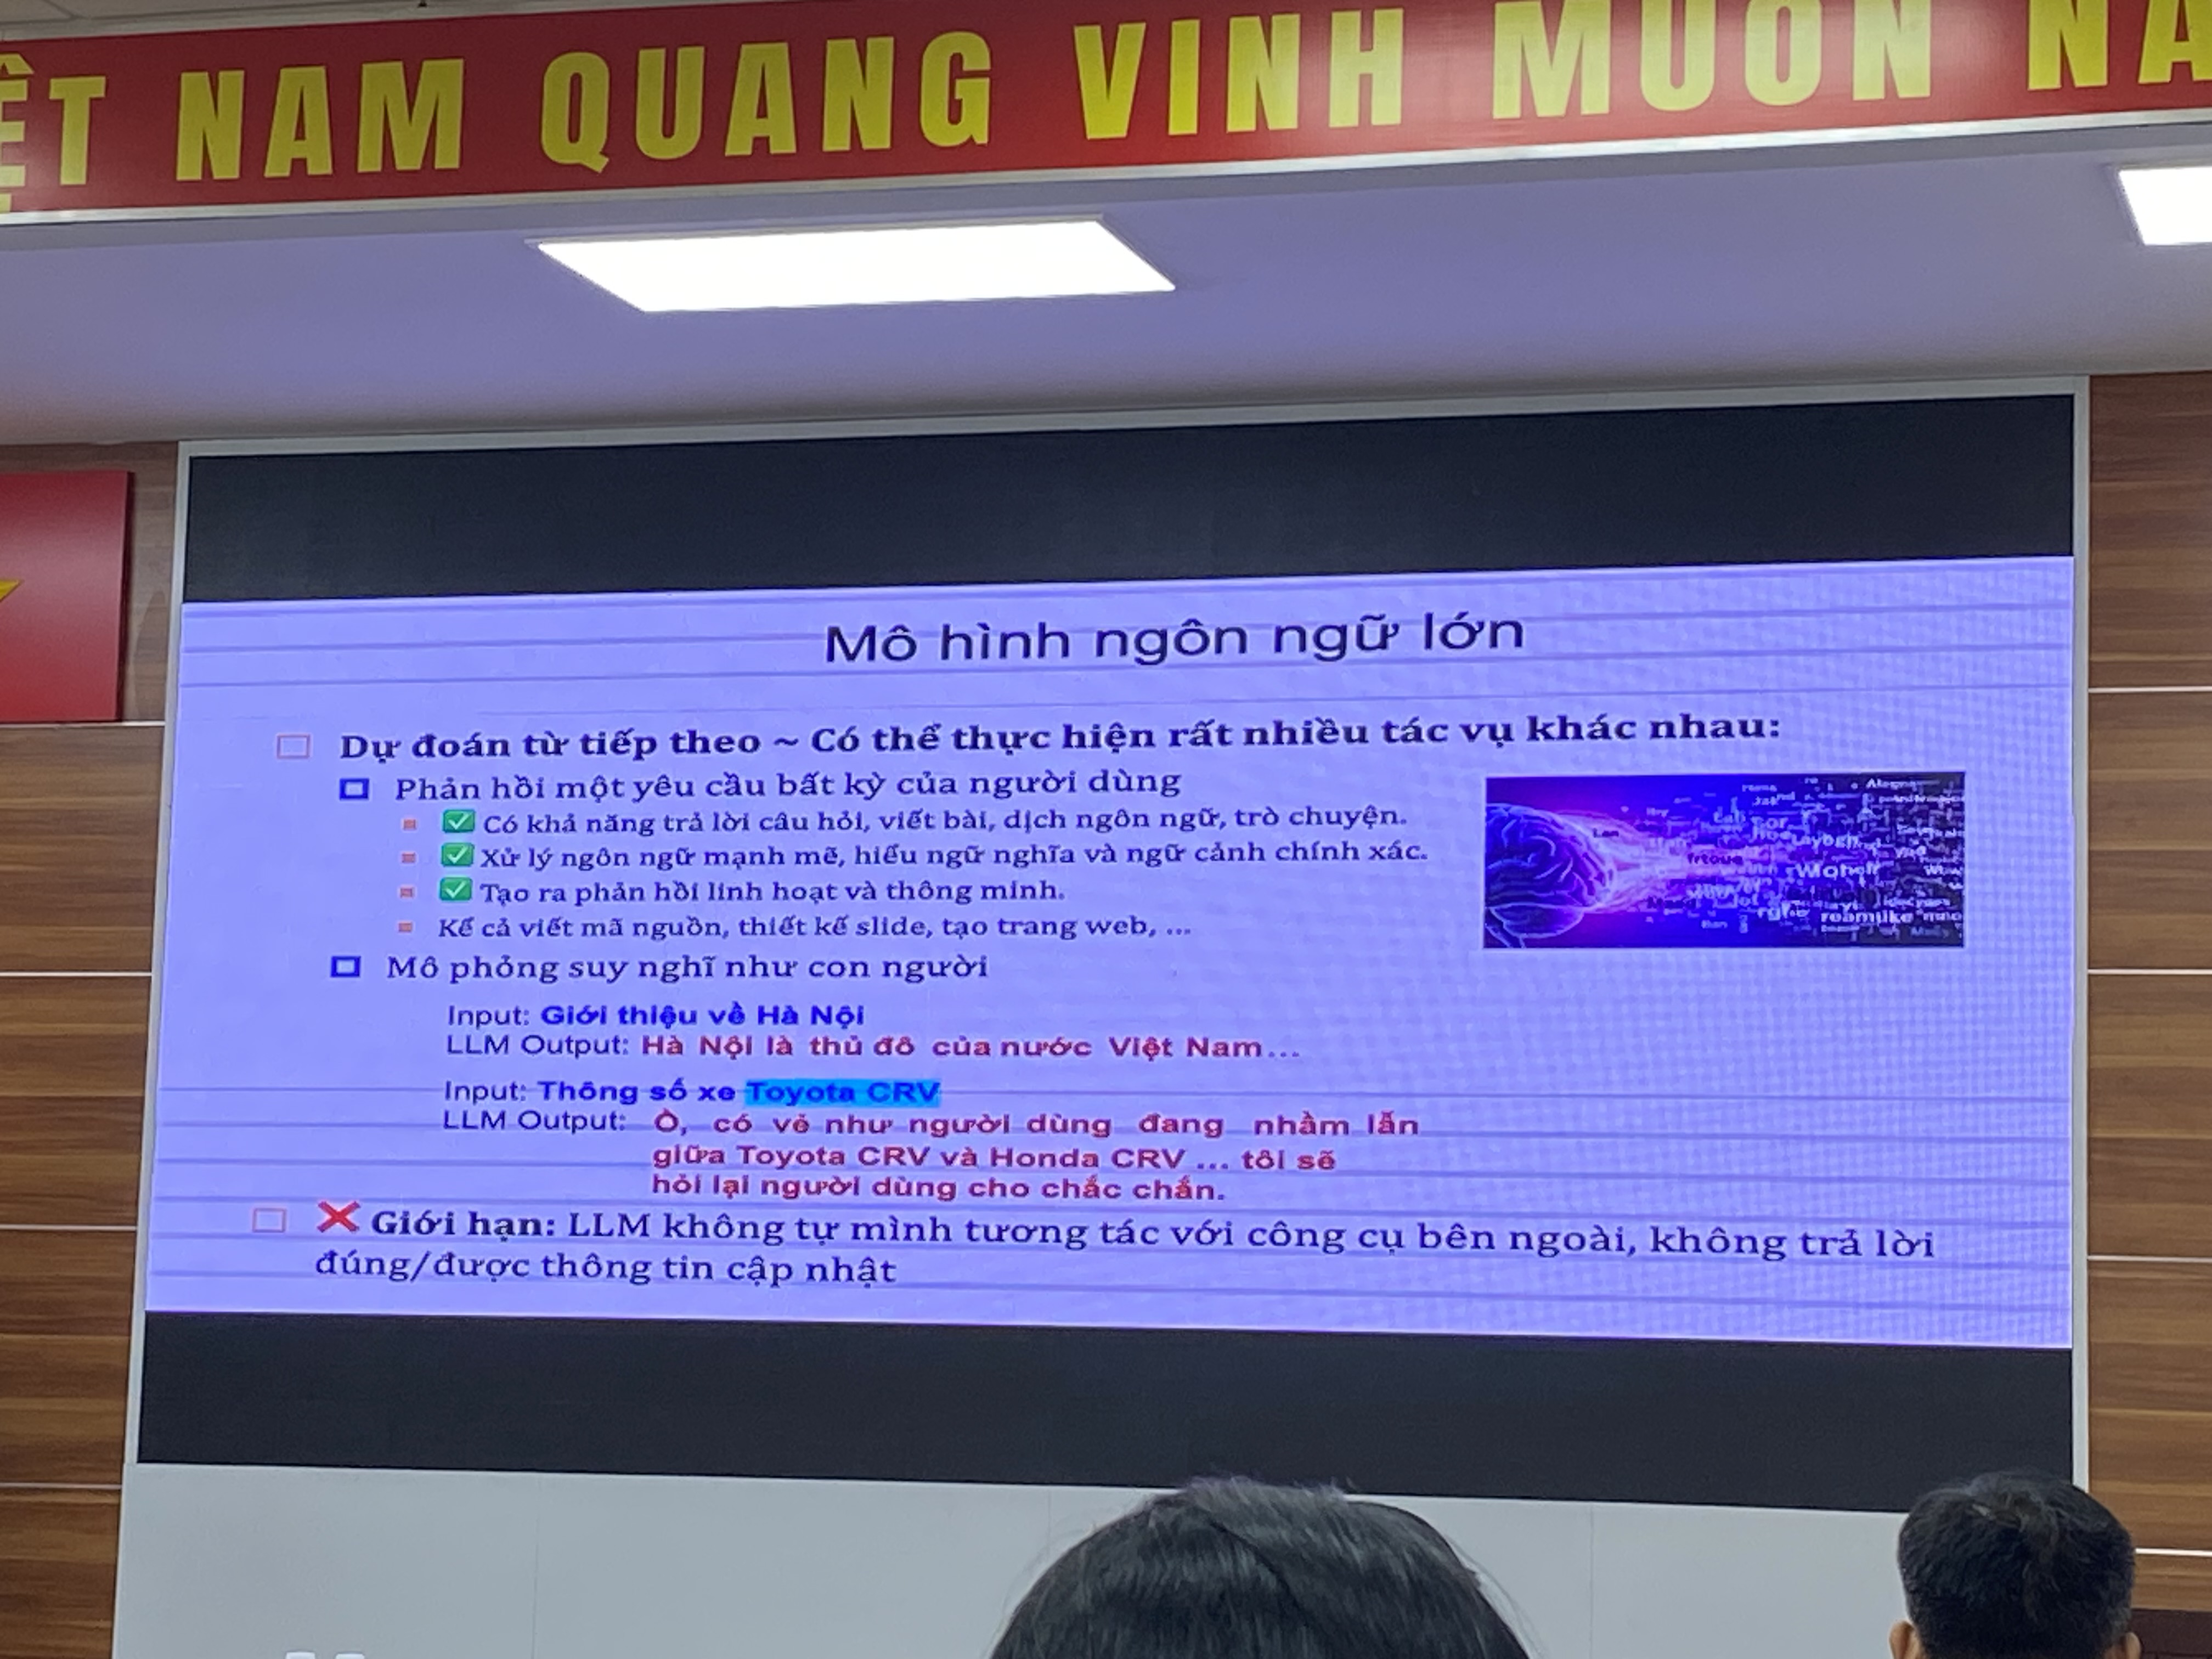 ỆT NAM QUANG VINH MUÔN NĂ
Mô hình ngôn ngữ lớn
Dự đoán từ tiếp theo ~ Có thể thực hiện rất nhiều tác vụ khác nhau:
Phản hồi một yêu cầu bất kỳ của người dùng
✅ Có khả năng trả lời câu hỏi, viết bài, dịch ngôn ngữ, trò chuyện.
✅ Xử lý ngôn ngữ mạnh mẽ, hiểu ngữ nghĩa và ngữ cảnh chính xác.
✅ Tạo ra phản hồi linh hoạt và thông minh.
Kể cả viết mã nguồn, thiết kế slide, tạo trang web, ...
Mô phỏng suy nghĩ như con người
Input: Giới thiệu về Hà Nội
LLM Output: Hà Nội là thủ đô của nước Việt Nam...
Input: Thông số xe Toyota CRV
LLM Output: Ồ, có vẻ như người dùng đang nhầm lẫn
giữa Toyota CRV và Honda CRV ... tôi sẽ
hỏi lại người dùng cho chắc chắn.
❌ Giới hạn: LLM không tự mình tương tác với công cụ bên ngoài, không trả lời
đúng/được thông tin cập nhật